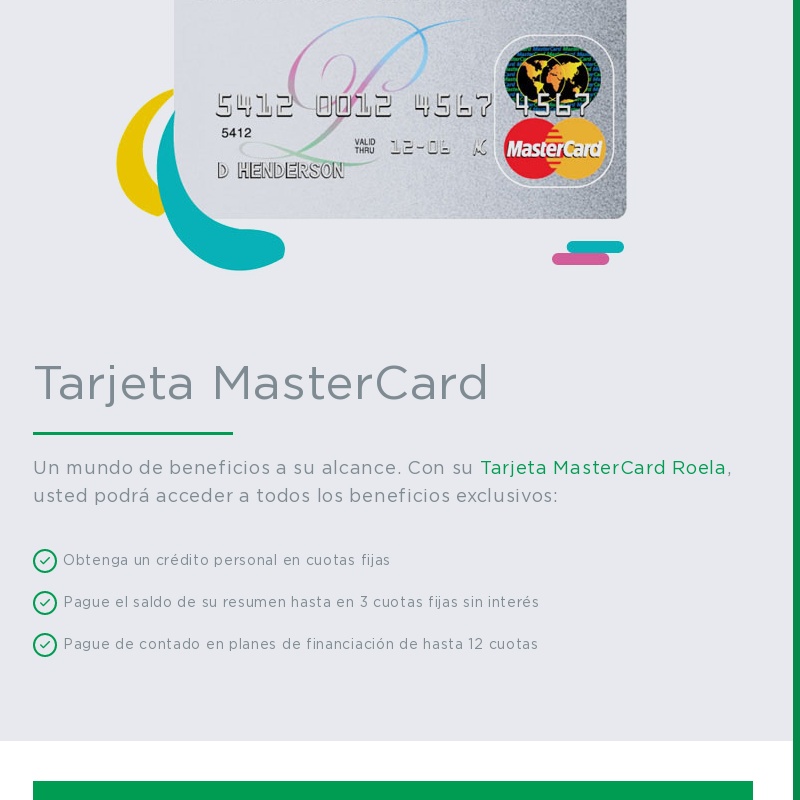 5412 0012 4567 4567
5412
VALID
THRU
12-06
D HENDERSON
MasterCard
Tarjeta MasterCard
Un mundo de beneficios a su alcance. Con su Tarjeta MasterCard Roela,
usted podrá acceder a todos los beneficios exclusivos:
Obtenga un crédito personal en cuotas fijas
Pague el saldo de su resumen hasta en 3 cuotas fijas sin interés
Pague de contado en planes de financiación de hasta 12 cuotas